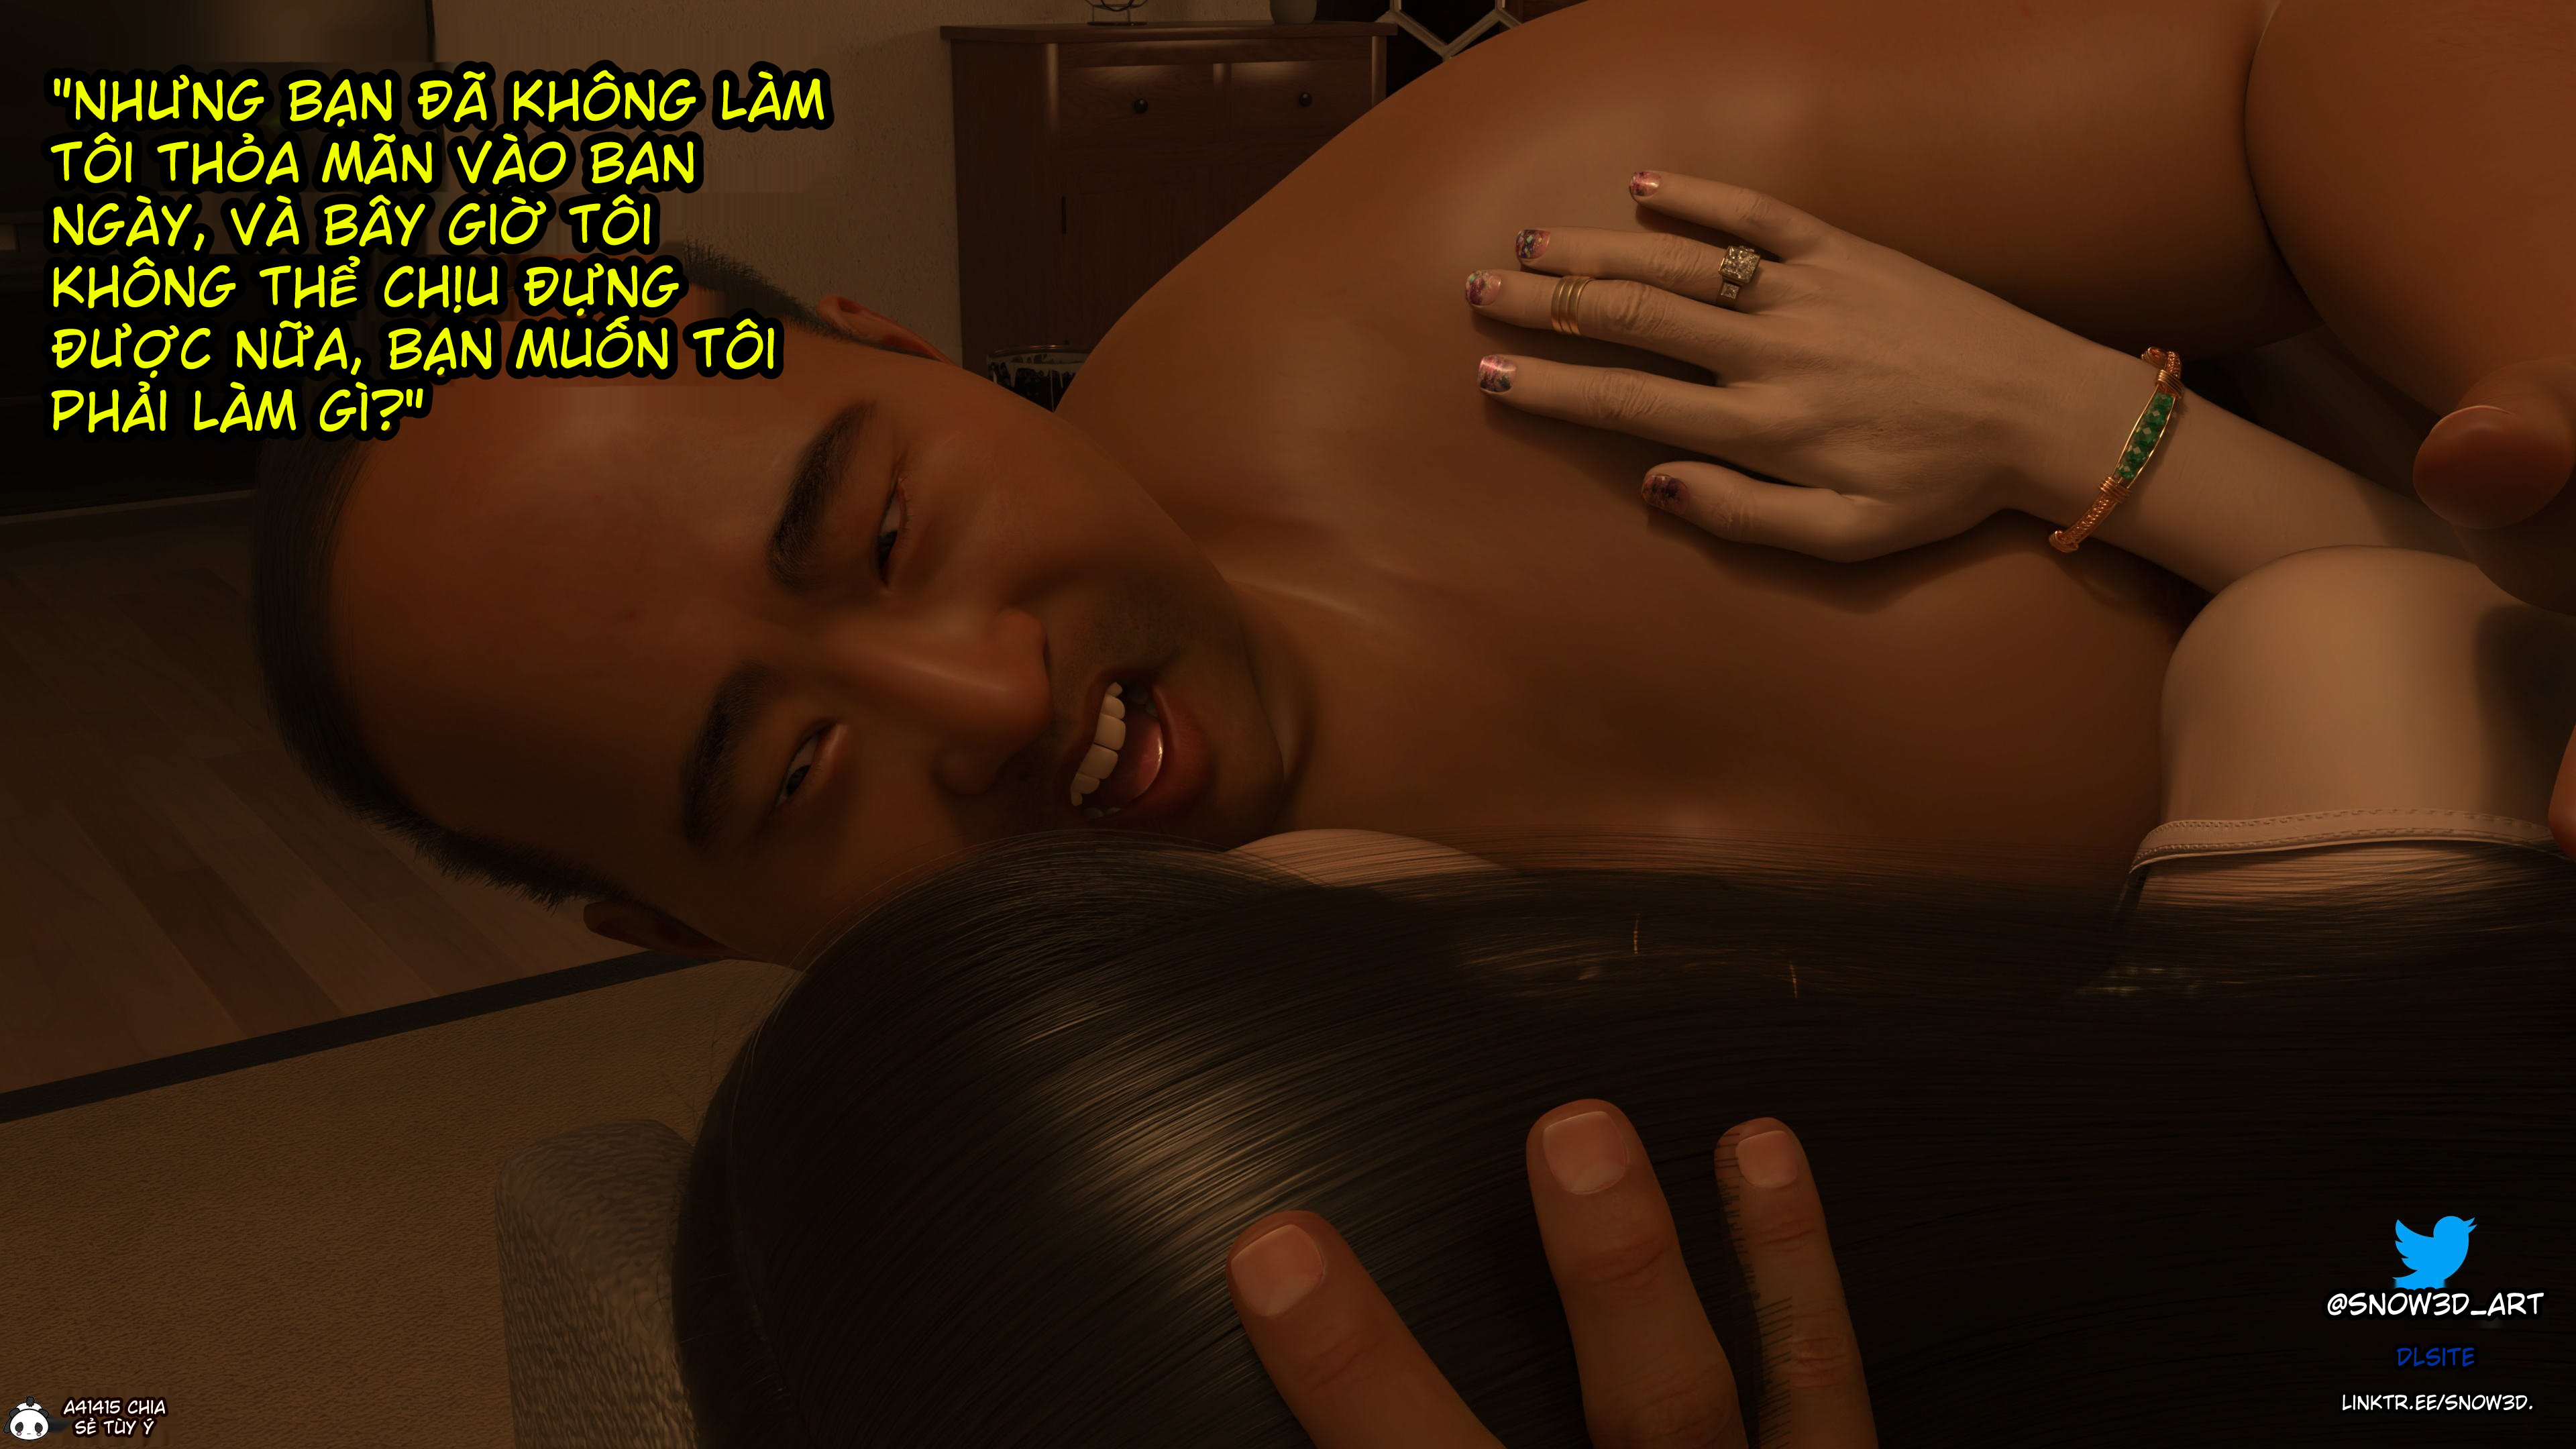 "NHƯNG BẠN ĐÃ KHÔNG LÀM
TÔI THỎA MÃN VÀO BAN
NGÀY, VÀ BÂY GIỜ TÔI
KHÔNG THỂ CHỊU ĐỰNG
ĐƯỢC NỮA, BẠN MUỐN TÔI
PHẢI LÀM GÌ?"
@SNOW3D_ART
DLSITE
LINKTR.EE/SNOW3D.
A41415 CHIA
SẺ TÙY Ý